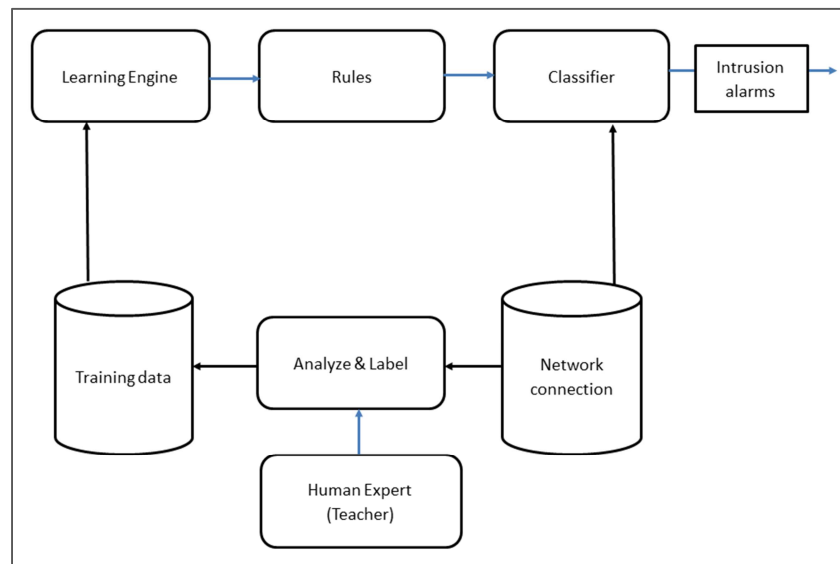 Learning Engine
Rules
Classifier
Intrusion
alarms
Training data
Analyze & Label
Network
connection
Human Expert
(Teacher)